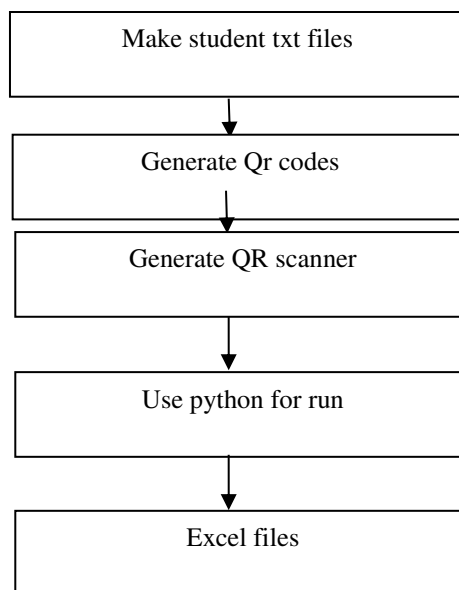 Make student txt files
Generate Qr codes
Generate QR scanner
Use python for run
Excel files